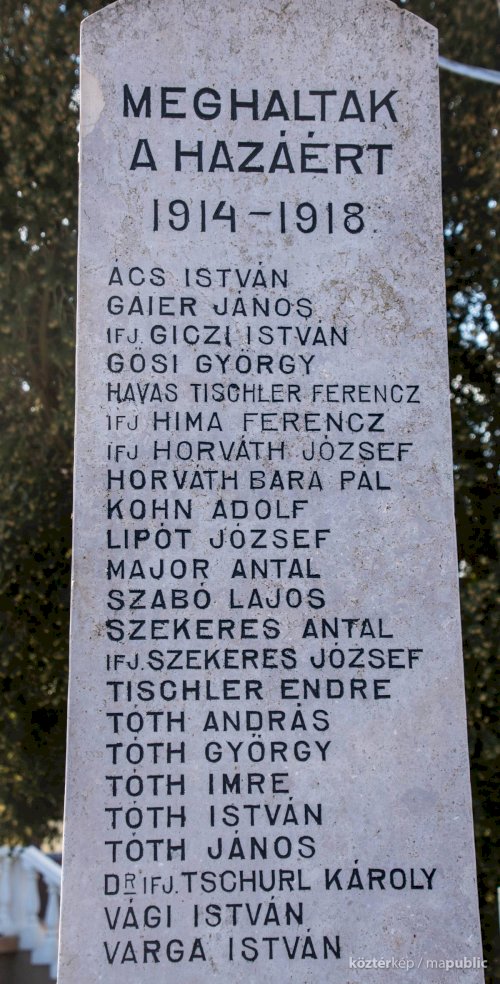 MEGHALTAK
A HAZÁÉRT
1914-1918.
ÁCS ISTVÁN
GÁIER JÁNOS
IFJ. GICZI ISTVÁN
GŐSI GYÖRGY
HAVAS TISCHLER FERENCZ
IFJ HIMA FERENCZ
IFJ HORVÁTH JÓZSEF
HORVÁTH BARA PÁL
KOHN ADOLF
LIPÓT JÓZSEF
MAJOR ANTAL
SZABÓ LAJOS
SZEKERES ANTAL
IFJ. SZEKERES JÓZSEF
TISCHLER ENDRE
TÓTH ANDRÁS
TÓTH GYÖRGY
TÓTH IMRE
TÓTH ISTVÁN
TÓTH JÁNOS
DR IFJ. TSCHURL KÁROLY
VÁGI ISTVÁN
VARGA ISTVÁN
köztérkép / mapublic